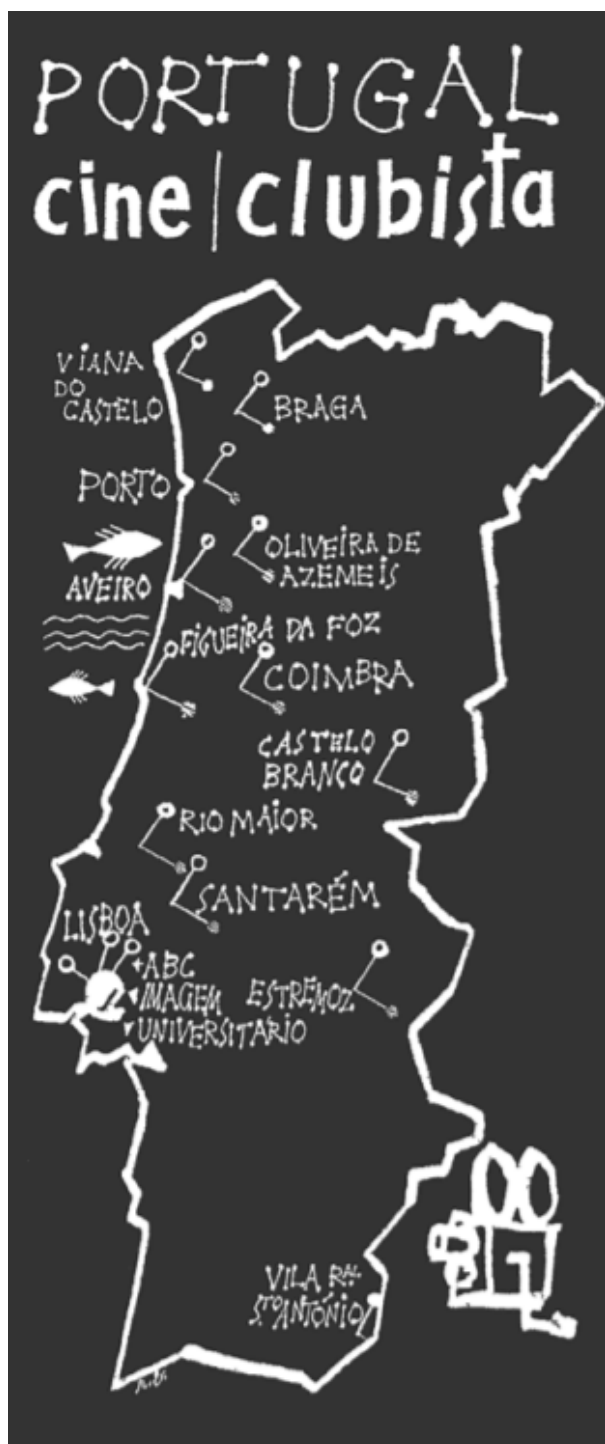 PORTUGAL
cine|clubista
VIANA
DO
CASTELO
BRAGA
PORTO
OLIVEIRA DE
AZEMEIS
AVEIRO
FIGUEIRA DA FOZ
COIMBRA
CASTELO
BRANCO
RIO MAIOR
SANTARÉM
LISBOA
ABC
IMAGEM
UNIVERSITARIO
ESTREMOZ
VILA RAL
STO ANTÓNIO